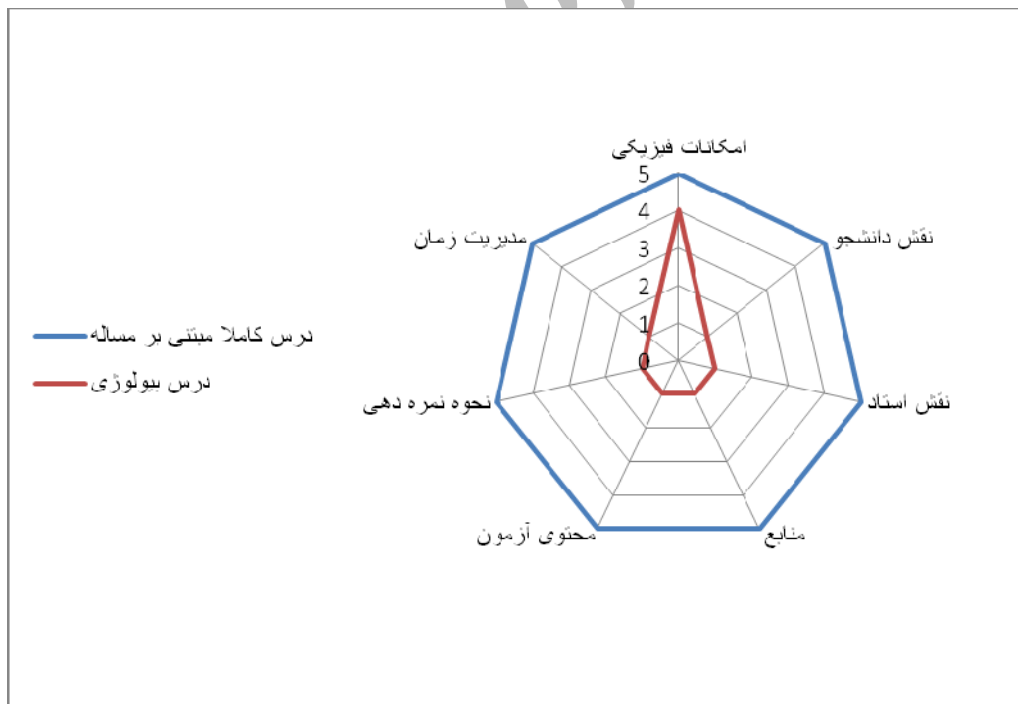 امکانات فیزیکی
5
4
3
2
1
0
نقش دانشجو
نقش استاد
منابع
محتوی آزمون
نحوه نمره دهی
مدیریت زمان
درس کاملا مبتنی بر مساله
درس بیولوژی